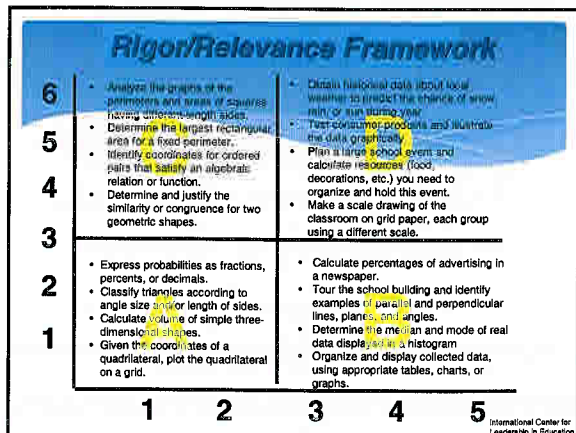 Rigor/Relevance Framework
6
5
4
3
2
1
• Analyze the graphs of the
perimeters and areas of squares
having different-length sides.
• Determine the largest rectangular
area for a fixed perimeter.
• Identify coordinates for ordered
pairs that satisfy an algebraic
relation or function.
• Determine and justify the
similarity or congruence for two
geometric shapes.
C
• Obtain historical data about local
weather to predict the chance of snow,
rain, or sun during year.
• Test consumer products and illustrate
the data graphically
• Plan a large school event and
calculate resources (food,
decorations, etc.) you need to
organize and hold this event.
• Make a scale drawing of the
classroom on grid paper, each group
using a different scale.
D
• Express probabilities as fractions,
percents, or decimals.
• Classify triangles according to
angle size and/or length of sides.
• Calculate volume of simple three-
dimensional shapes.
• Given the coordinates of a
quadrilateral, plot the quadrilateral
on a grid.
A
• Calculate percentages of advertising in
a newspaper.
• Tour the school building and identify
examples of parallel and perpendicular
lines, planes, and angles.
• Determine the median and mode of real
data displayed in a histogram
• Organize and display collected data,
using appropriate tables, charts, or
graphs.
B
1 2 3 4 5
International Center for
Leadership in Education